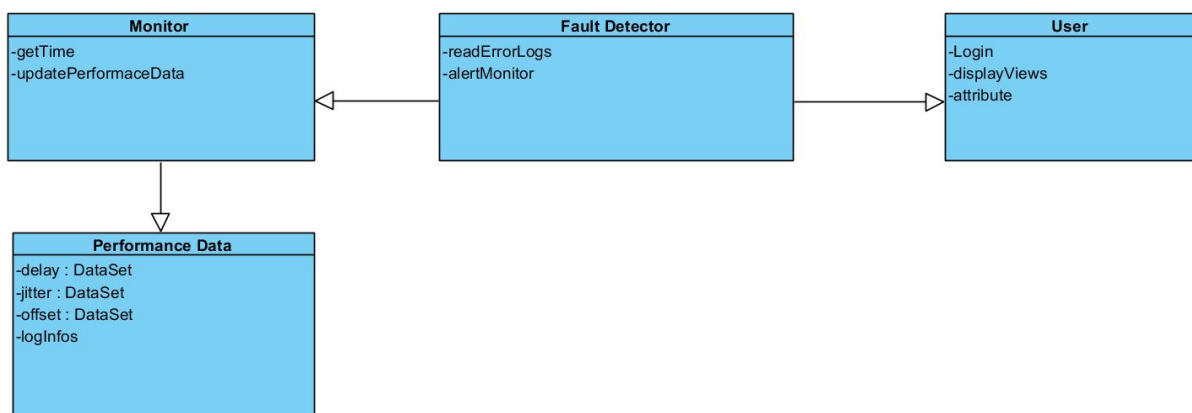 Monitor
-getTime
-updatePerformaceData
Fault Detector
-readErrorLogs
-alertMonitor
User
-Login
-displayViews
-attribute
Performance Data
-delay : DataSet
-jitter : DataSet
-offset : DataSet
-logInfos